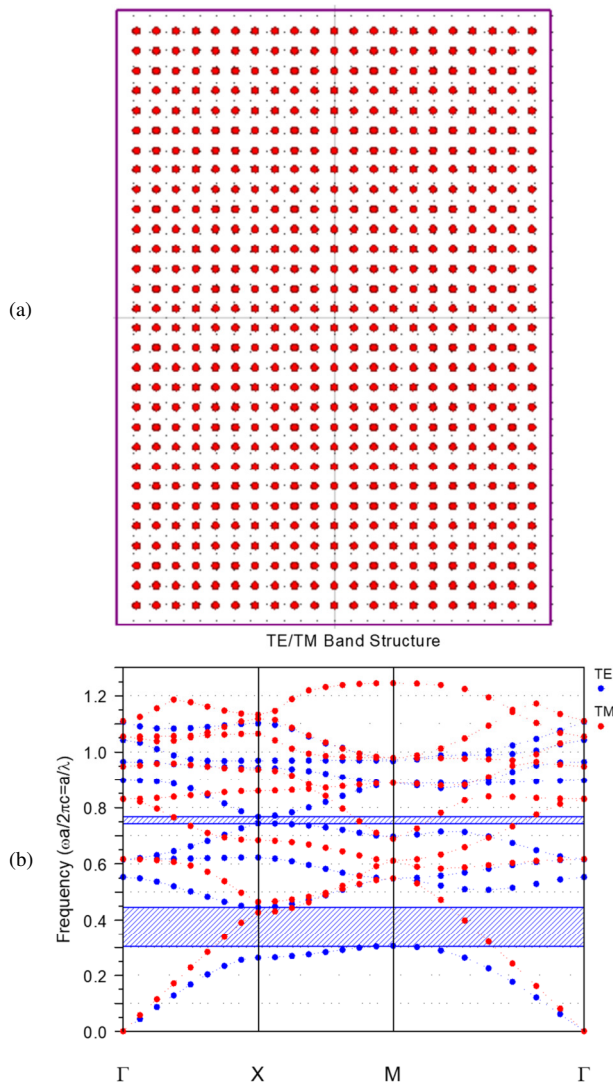 (a)
TE/TM Band Structure
TE
TM
(b)
Frequency (ωa/2πc=a/λ)
1.2
1.0
0.8
0.6
0.4
0.2
0.0
Γ X M Γ